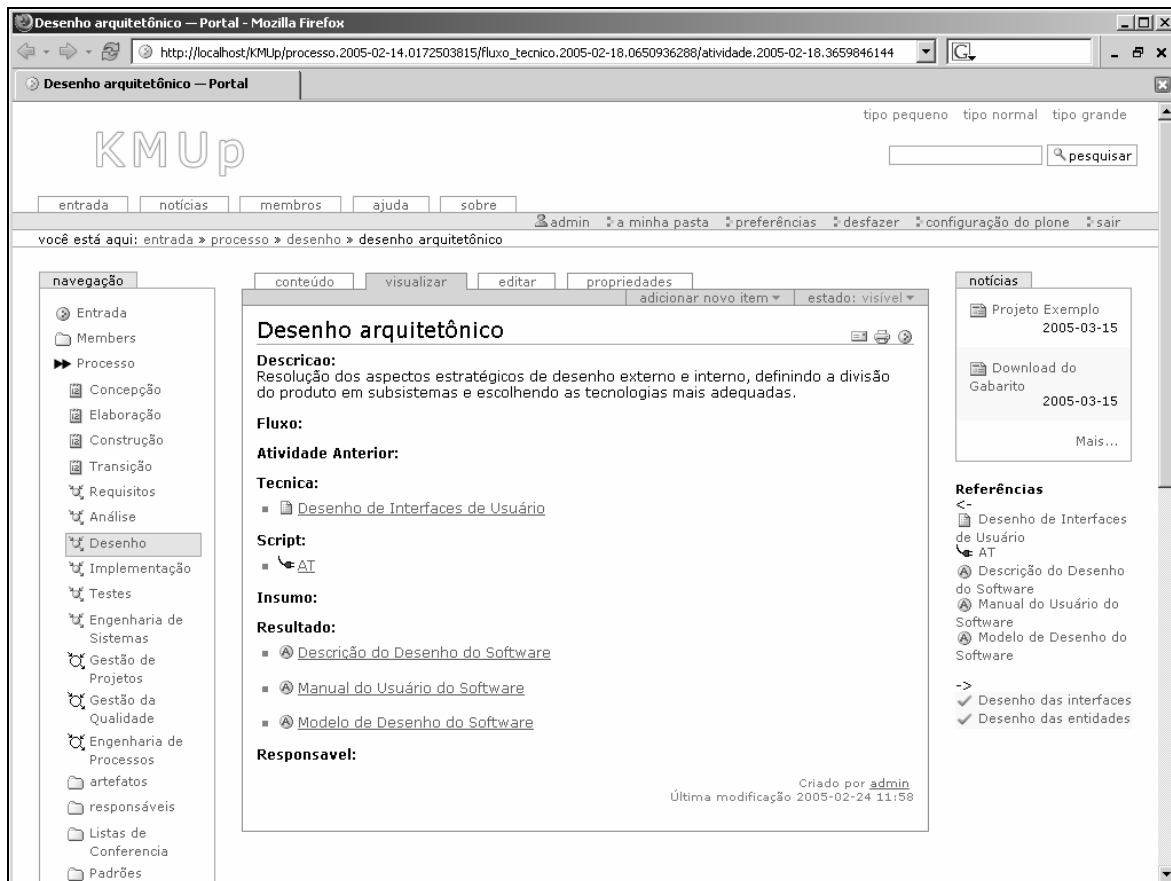 Desenho arquitetônico — Portal - Mozilla Firefox
http://localhost/KMUp/processo.2005-02-14.0172503815/fluxo_tecnico.2005-02-18.0650936288/atividade.2005-02-18.3659846144
G
Desenho arquitetônico — Portal
tipo pequeno tipo normal tipo grande
KMUp
pesquisar
entrada notícias membros ajuda sobre
admin a minha pasta preferências desfazer configuração do plone sair
você está aqui: entrada » processo » desenho » desenho arquitetônico
navegação
Entrada
Members
Processo
Concepção
Elaboração
Construção
Transição
Requisitos
Análise
Desenho
Implementação
Testes
Engenharia de
Sistemas
Gestão de
Projetos
Gestão da
Qualidade
Engenharia de
Processos
artefatos
responsáveis
Listas de
Conferencia
Padrões
conteúdo visualizar editar propriedades
adicionar novo item estado: visível
Desenho arquitetônico
Descricao:
Resolução dos aspectos estratégicos de desenho externo e interno, definindo a divisão
do produto em subsistemas e escolhendo as tecnologias mais adequadas.
Fluxo:
Atividade Anterior:
Tecnica:
Desenho de Interfaces de Usuário
Script:
AT
Insumo:
Resultado:
Descrição do Desenho do Software
Manual do Usuário do Software
Modelo de Desenho do Software
Responsavel:
Criado por admin
Última modificação 2005-02-24 11:58
notícias
Projeto Exemplo
2005-03-15
Download do
Gabarito
2005-03-15
Mais...
Referências
<-
Desenho de Interfaces
de Usuário
AT
Descrição do Desenho
do Software
Manual do Usuário do
Software
Modelo de Desenho do
Software
->
Desenho das interfaces
Desenho das entidades